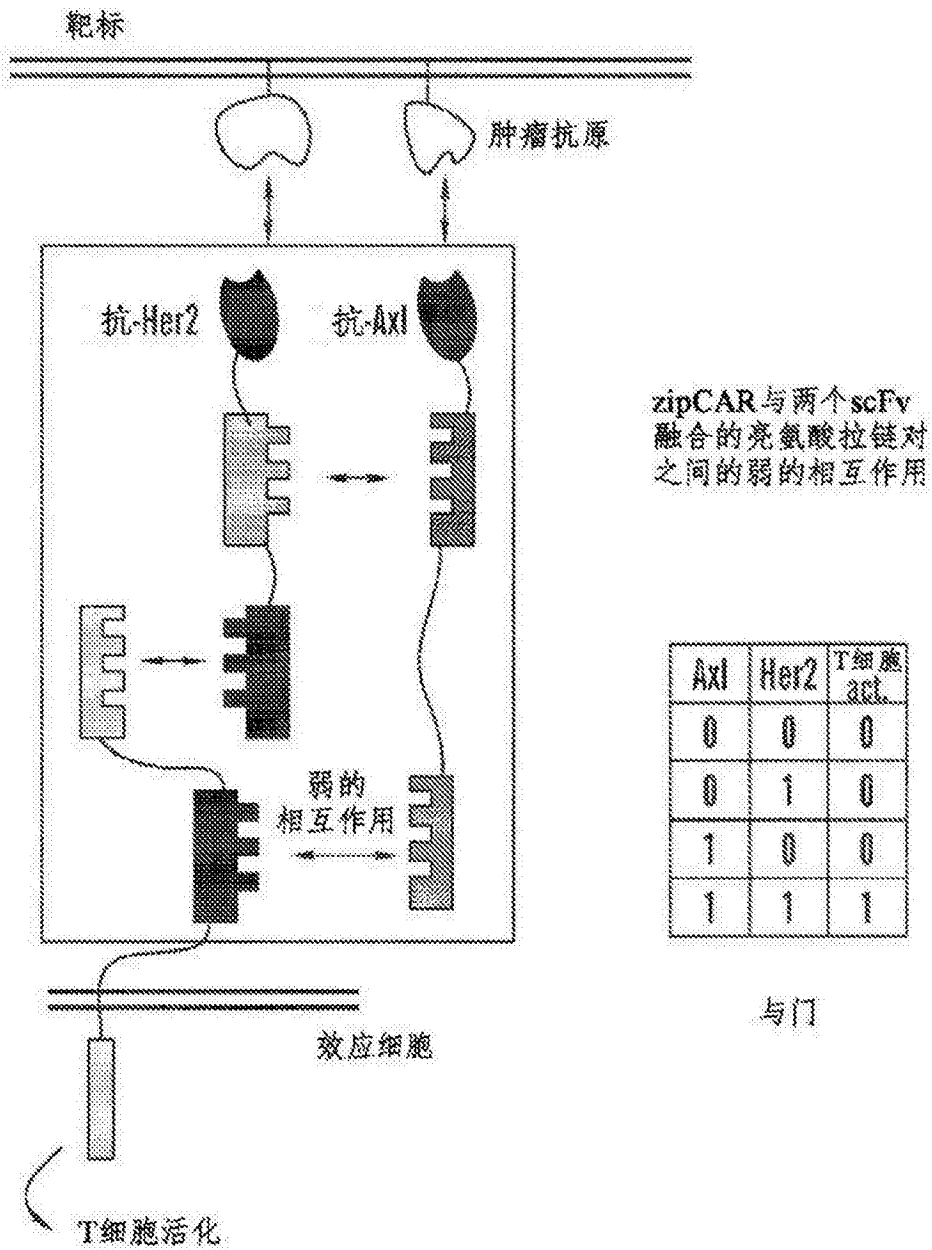 靶标
肿瘤抗原
抗-Her2
抗-Axl
zipCAR与两个scFv
融合的亮氨酸拉链对
之间的弱的相互作用
弱的
相互作用
Axl Her2 T细胞 act.
0 0 0
0 1 0
1 0 0
1 1 1
与门
效应细胞
T细胞活化